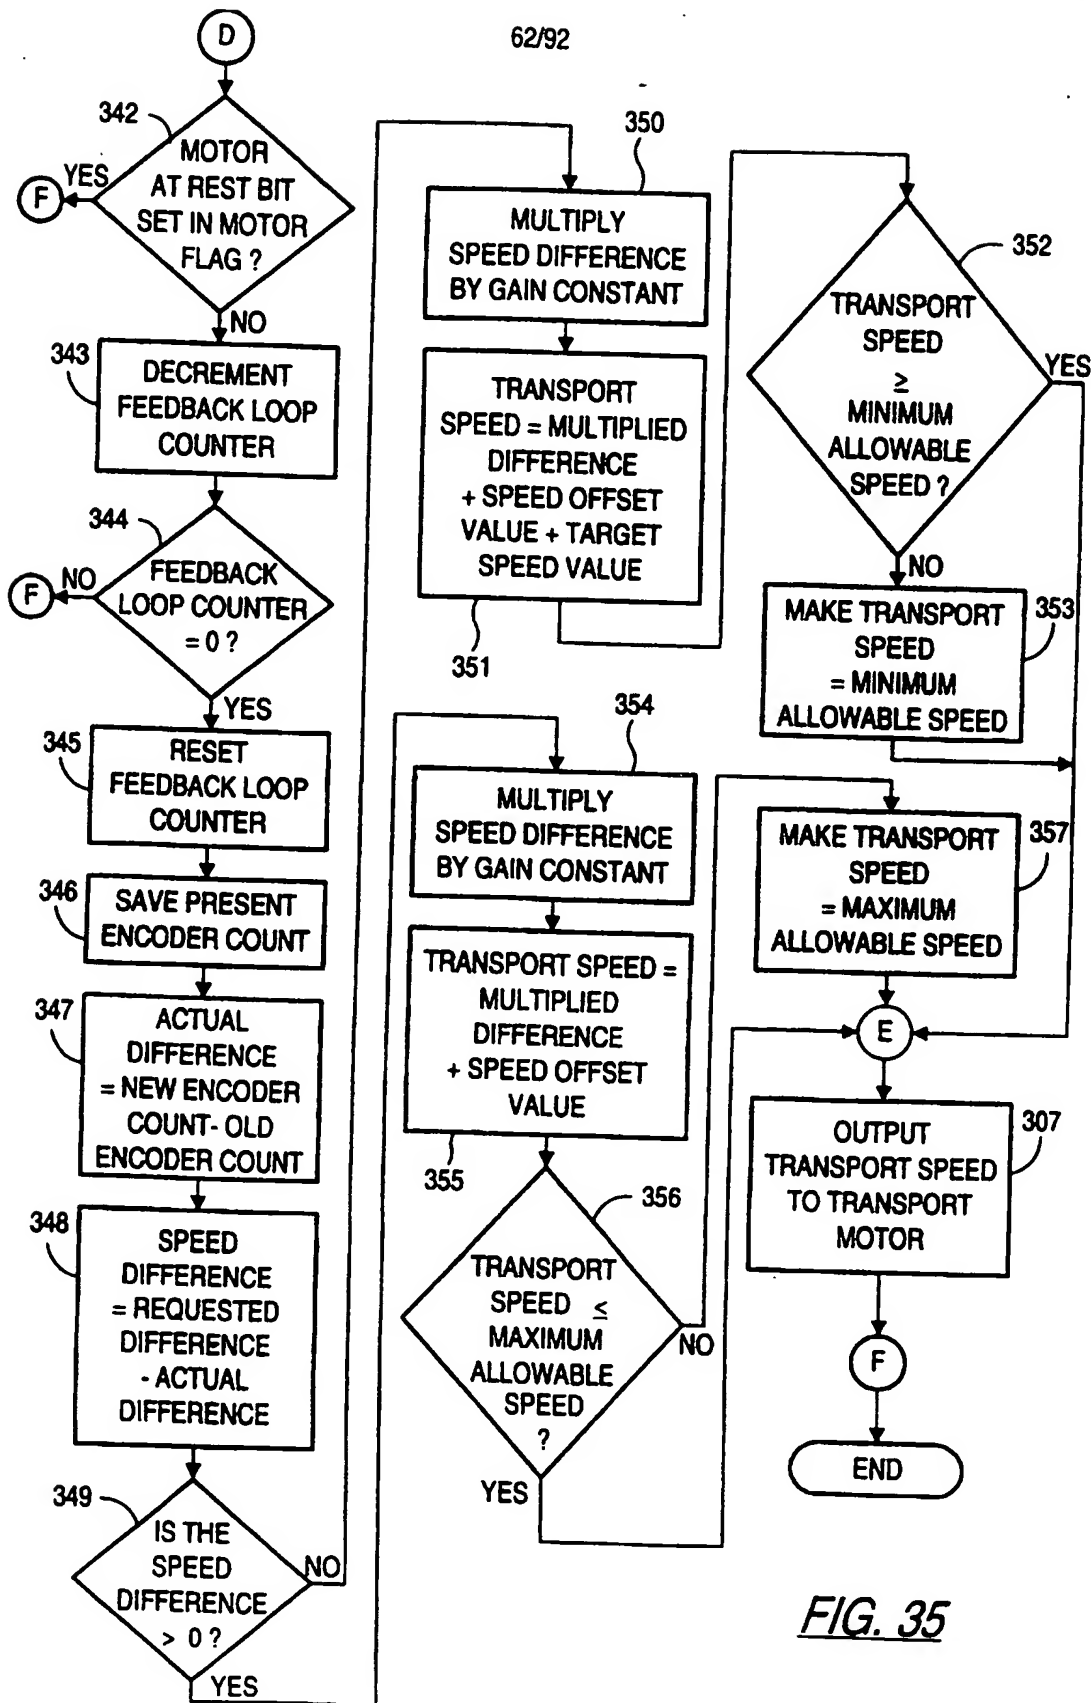 62/92
D
342
MOTOR
AT REST BIT
SET IN MOTOR
FLAG ?
YES
F
NO
343
DECREMENT
FEEDBACK LOOP
COUNTER
344
FEEDBACK
LOOP COUNTER
= 0 ?
NO
F
YES
345
RESET
FEEDBACK LOOP
COUNTER
346
SAVE PRESENT
ENCODER COUNT
347
ACTUAL
DIFFERENCE
= NEW ENCODER
COUNT- OLD
ENCODER COUNT
348
SPEED
DIFFERENCE
= REQUESTED
DIFFERENCE
- ACTUAL
DIFFERENCE
349
IS THE
SPEED
DIFFERENCE
> 0 ?
NO
YES
350
MULTIPLY
SPEED DIFFERENCE
BY GAIN CONSTANT
TRANSPORT
SPEED = MULTIPLIED
DIFFERENCE
+ SPEED OFFSET
VALUE + TARGET
SPEED VALUE
351
352
TRANSPORT
SPEED
≥
MINIMUM
ALLOWABLE
SPEED ?
YES
NO
353
MAKE TRANSPORT
SPEED
= MINIMUM
ALLOWABLE SPEED
354
MULTIPLY
SPEED DIFFERENCE
BY GAIN CONSTANT
TRANSPORT SPEED =
MULTIPLIED
DIFFERENCE
+ SPEED OFFSET
VALUE
355
356
TRANSPORT
SPEED ≤
MAXIMUM
ALLOWABLE
SPEED
?
NO
YES
357
MAKE TRANSPORT
SPEED
= MAXIMUM
ALLOWABLE SPEED
E
307
OUTPUT
TRANSPORT SPEED
TO TRANSPORT
MOTOR
F
END
FIG. 35